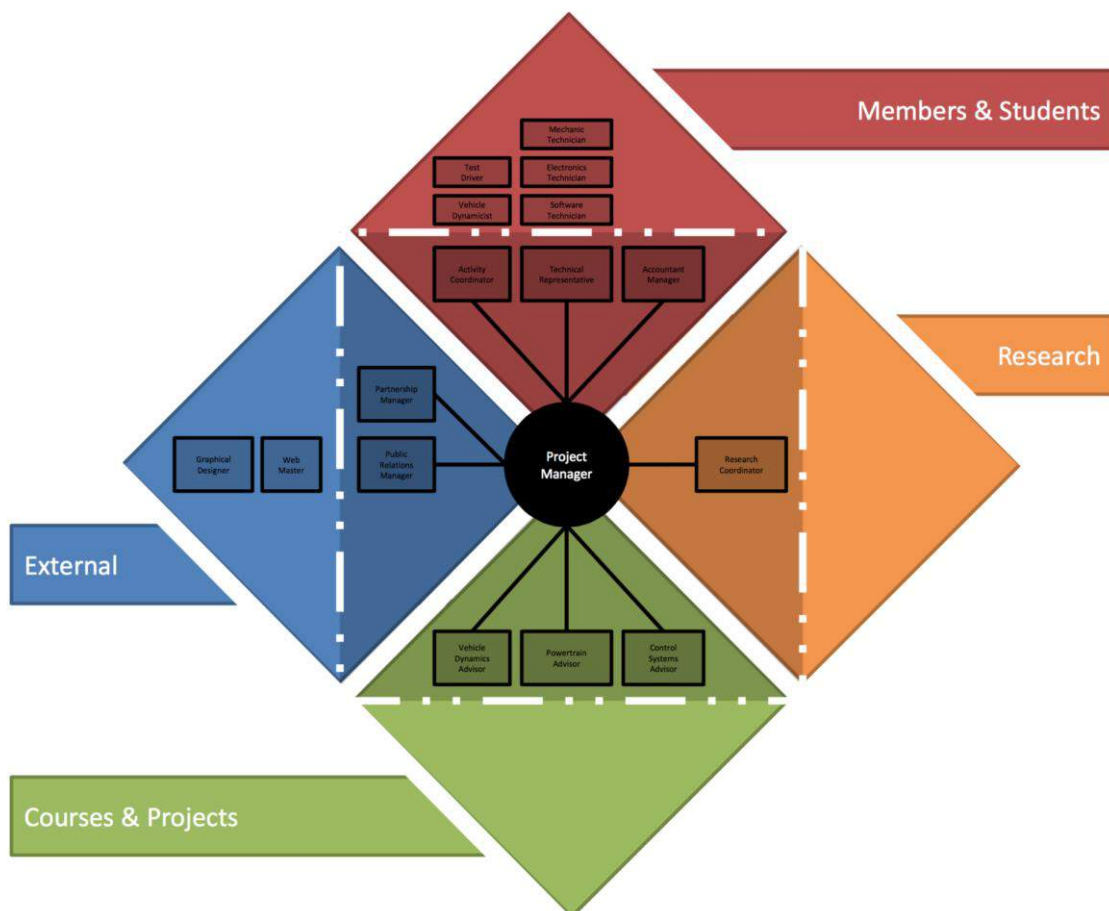 Members & Students
Mechanic
Technician
Test
Driver
Electronics
Technician
Vehicle
Dynamicist
Software
Technician
Activity
Coordinator
Technical
Representative
Accountant
Manager
Research
Partnership
Manager
Graphical
Designer
Web
Master
Public
Relations
Manager
Project
Manager
Research
Coordinator
External
Vehicle
Dynamics
Advisor
Powertrain
Advisor
Control
Systems
Advisor
Courses & Projects